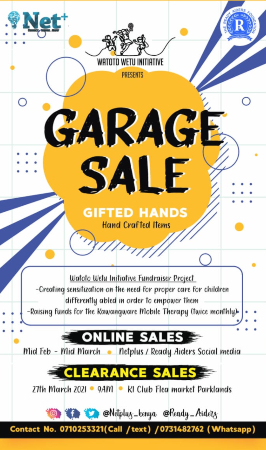 Net+
R
WATOTO WETU INITIATIVE
PRESENTS
GARAGE
SALE
GIFTED HANDS
Hand Crafted Items
Watoto Wetu Initiative Fundraiser Project
-Creating sensitization on the need for proper care for children
differently abled in order to empower them
-Raising funds for the Kawangware Mobile Therapy (twice monthly)
ONLINE SALES
Mid Feb - Mid March • Netplus / Ready Aiders Social media
CLEARANCE SALES
27th March 2021 • 9AM • K1 Club Flea market Parklands
@Netplus_kenya @Ready_Aiders
Contact No. 0710253321(Call /text) /0731482762 ( Whatsapp)